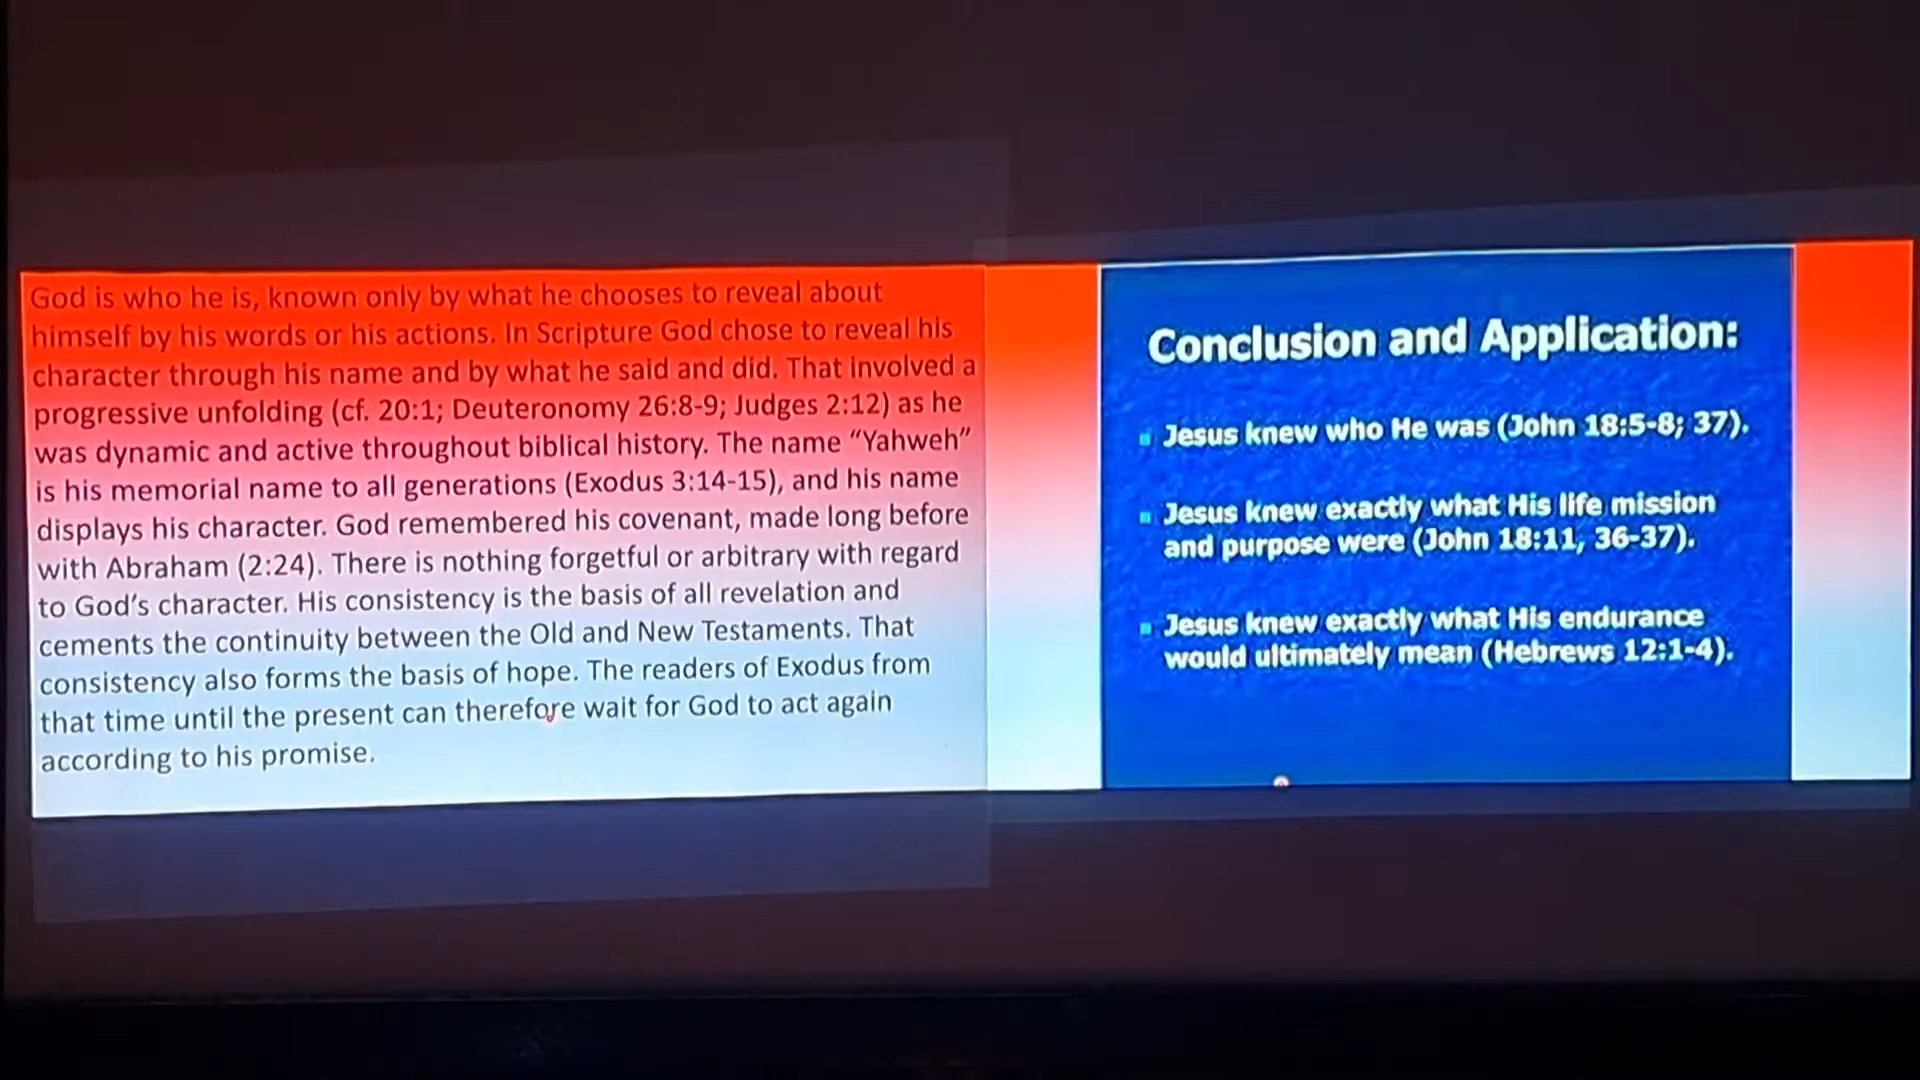 God is who he is, known only by what he chooses to reveal about
himself by his words or his actions. In Scripture God chose to reveal his
character through his name and by what he said and did. That involved a
progressive unfolding (cf. 20:1; Deuteronomy 26:8-9; Judges 2:12) as he
was dynamic and active throughout biblical history. The name “Yahweh”
is his memorial name to all generations (Exodus 3:14-15), and his name
displays his character. God remembered his covenant, made long before
with Abraham (2:24). There is nothing forgetful or arbitrary with regard
to God’s character. His consistency is the basis of all revelation and
cements the continuity between the Old and New Testaments. That
consistency also forms the basis of hope. The readers of Exodus from
that time until the present can therefore wait for God to act again
according to his promise.
Conclusion and Application:
Jesus knew who He was (John 18:5-8; 37).
Jesus knew exactly what His life mission
and purpose were (John 18:11, 36-37).
Jesus knew exactly what His endurance
would ultimately mean (Hebrews 12:1-4).